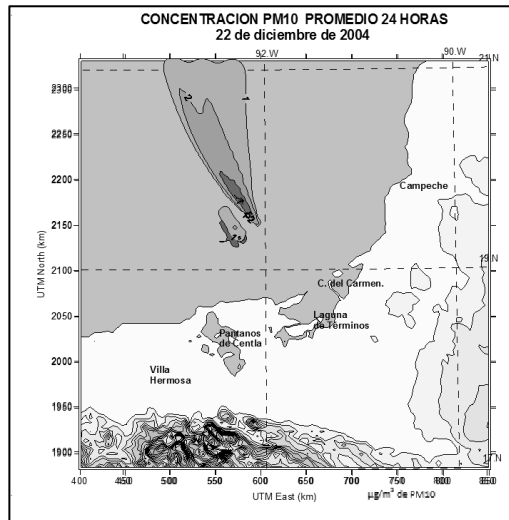 CONCENTRACION PM10 PROMEDIO 24 HORAS
22 de diciembre de 2004
92.W
90.W
21.N
2300
2250
Campeche
2200
2150
19.N
2100
C. del Carmen.
2050
Laguna
de Términos
Pantanos
de Centla
2000
Villa
Hermosa
1950
1900
17.N
UTM North (km)
400 450 500 550 600 650 700 750 800 850
UTM East (km)
µg/m³ de PM10
1
2